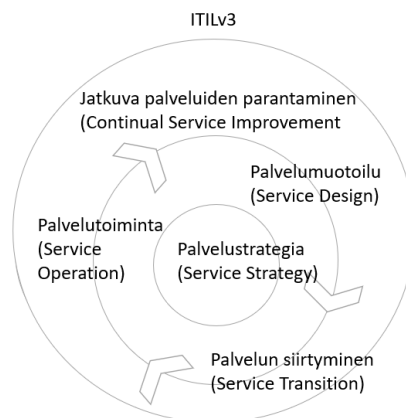 ITILv3
Jatkuva palveluiden parantaminen
(Continual Service Improvement
Palvelumuotoilu
(Service Design)
Palvelutoiminta
(Service
Operation)
Palvelustrategia
(Service Strategy)
Palvelun siirtyminen
(Service Transition)